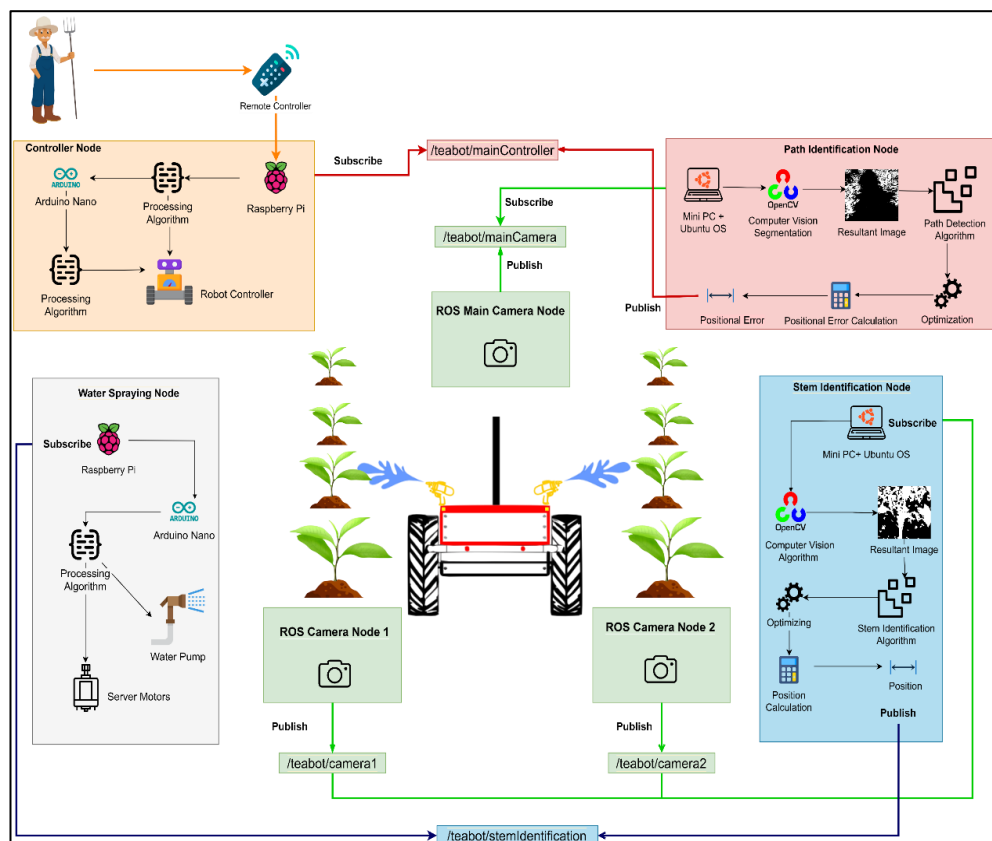 Remote Controller
Controller Node
ARDUINO
Arduino Nano
Processing
Algorithm
Raspberry Pi
Processing
Algorithm
Robot Controller
Subscribe
/teabot/mainController
Subscribe
/teabot/mainCamera
Publish
ROS Main Camera Node
Path Identification Node
Mini PC +
Ubuntu OS
OpenCV
Computer Vision
Segmentation
Resultant Image
Path Detection
Algorithm
Publish
Positional Error
Positional Error Calculation
Optimization
Water Spraying Node
Subscribe
Raspberry Pi
ARDUINO
Arduino Nano
Processing
Algorithm
Water Pump
Server Motors
ROS Camera Node 1
Publish
/teabot/camera1
ROS Camera Node 2
Publish
/teabot/camera2
Stem Identification Node
Subscribe
Mini PC+ Ubuntu OS
OpenCV
Computer Vision
Algorithm
Resultant Image
Optimizing
Stem Identification
Algorithm
Position
Calculation
Position
Publish
/teabot/stemIdentification